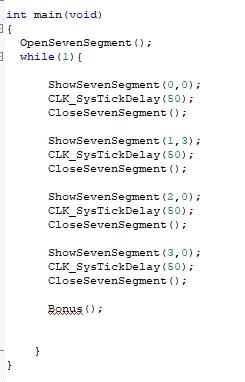 int main(void)
{
OpenSevenSegment();
while(1){
ShowSevenSegment(0,0);
CLK_SysTickDelay(50);
CloseSevenSegment();
ShowSevenSegment(1,3);
CLK_SysTickDelay(50);
CloseSevenSegment();
ShowSevenSegment(2,0);
CLK_SysTickDelay(50);
CloseSevenSegment();
ShowSevenSegment(3,0);
CLK_SysTickDelay(50);
CloseSevenSegment();
Bonus();
}
}